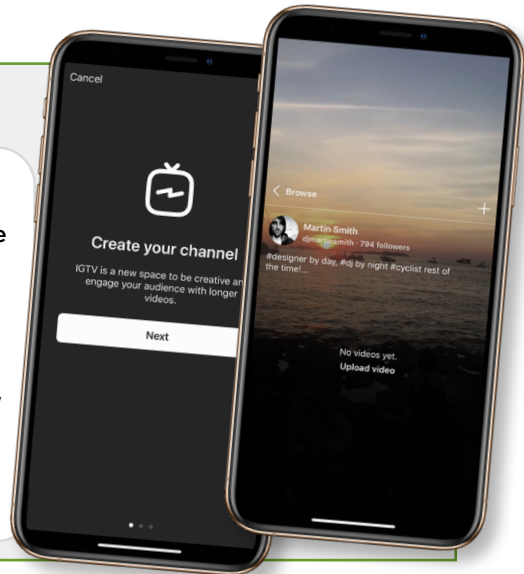 Cancel
Create your channel
IGTV is a new space to be creative an
engage your audience with longer
videos.
Next
Browse
Martin Smith
djmartinsmith · 794 followers
#designer by day, #dj by night #cyclist rest of
the time!...
No videos yet.
Upload video